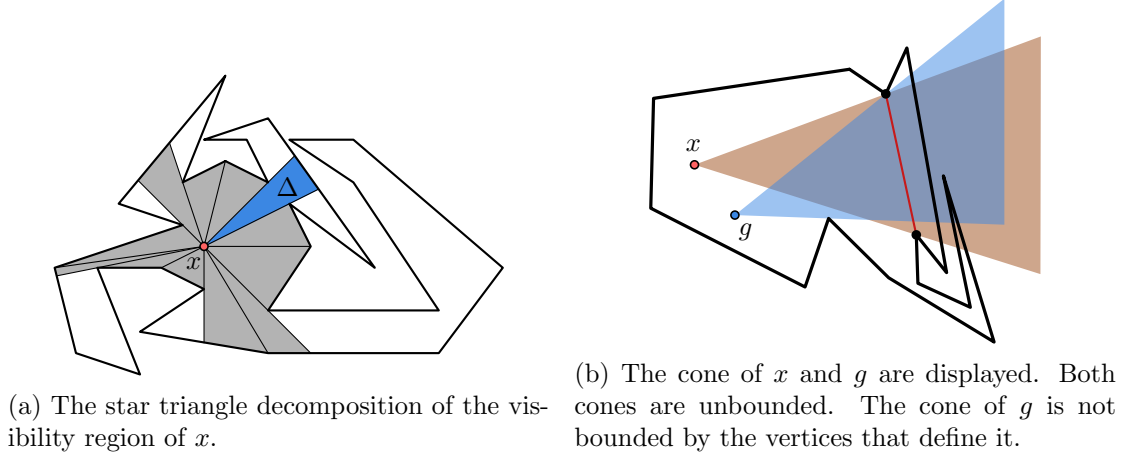 Δ
x
x
g
(a) The star triangle decomposition of the vis-
ibility region of x.
(b) The cone of x and g are displayed. Both
cones are unbounded. The cone of g is not
bounded by the vertices that define it.